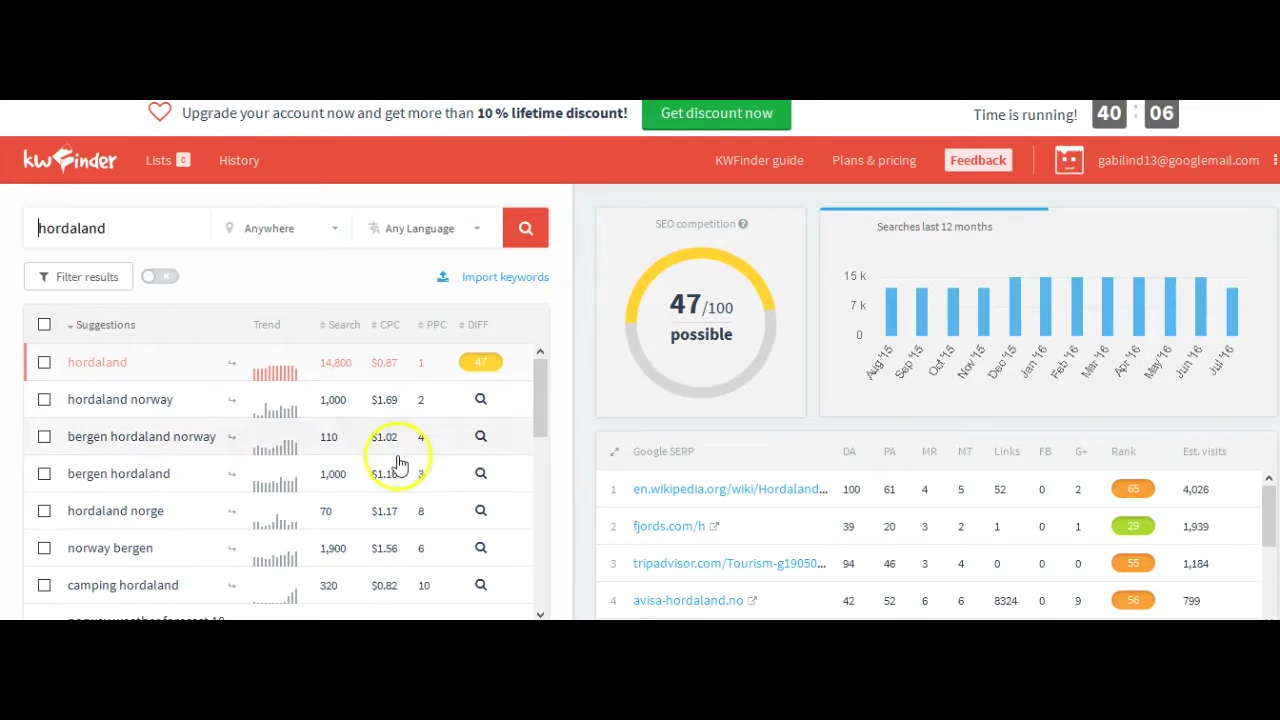 Upgrade your account now and get more than 10 % lifetime discount! Get discount now Time is running! 40 : 06
kwfinder Lists 0 History KWFinder guide Plans & pricing Feedback gabilind13@googlemail.com
hordaland Anywhere Any Language
Filter results Import keywords
Suggestions Trend Search CPC PPC DIFF
hordaland 14,800 $0.87 1 47
hordaland norway 1,000 $1.69 2
bergen hordaland norway 110 $1.02 4
bergen hordaland 1,000 3
hordaland norge 70 $1.17 8
norway bergen 1,900 $1.56 6
camping hordaland 320 $0.82 10
norway weather forecast 10
SEO competition ?
47/100
possible
Searches last 12 months
15 k
7 k
0
Aug '15 Sep '15 Oct '15 Nov '15 Dec '15 Jan '16 Feb '16 Mar '16 Apr '16 May '16 Jun '16 Jul '16
Google SERP DA PA MR MT Links FB G+ Rank Est. visits
1 en.wikipedia.org/wiki/Hordaland... 100 61 4 5 52 0 2 65 4,026
2 fjords.com/h 39 20 3 2 1 0 1 29 1,939
3 tripadvisor.com/Tourism-g19050... 94 46 3 4 0 0 0 55 1,184
4 avisa-hordaland.no 42 52 6 6 8324 0 9 56 799